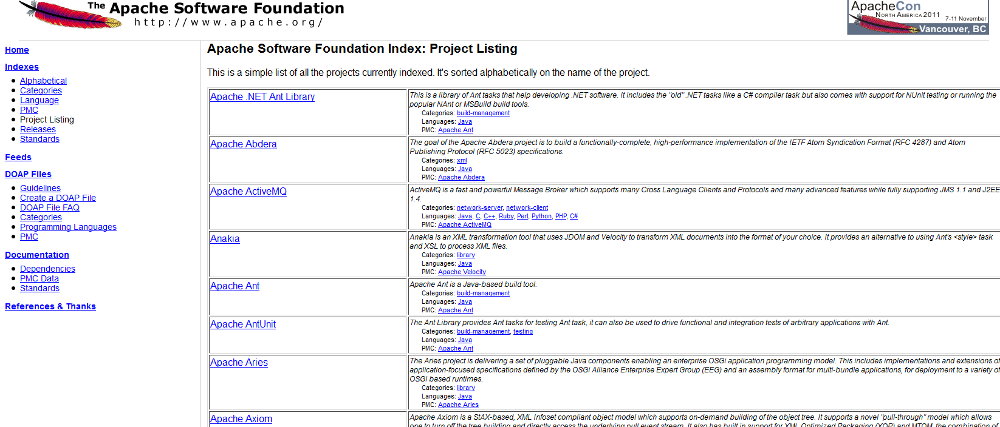 The Apache Software Foundation
http://www.apache.org/
ApacheCon
NORTH AMERICA 2011
7-11 November
Vancouver, BC
Home
Indexes
Alphabetical
Categories
Language
PMC
Project Listing
Releases
Standards
Feeds
DOAP Files
Guidelines
Create a DOAP File
DOAP File FAQ
Categories
Programming Languages
PMC
Documentation
Dependencies
PMC Data
Standards
References & Thanks
Apache Software Foundation Index: Project Listing
This is a simple list of all the projects currently indexed. It's sorted alphabetically on the name of the project.
Apache .NET Ant Library
This is a library of Ant tasks that help developing .NET software. It includes the "old" .NET tasks like a C# compiler task but also comes with support for NUnit testing or running the
popular NAnt or MSBuild build tools.
Categories: build-management
Languages: Java
PMC: Apache Ant
Apache Abdera
The goal of the Apache Abdera project is to build a functionally-complete, high-performance implementation of the IETF Atom Syndication Format (RFC 4287) and Atom
Publishing Protocol (RFC 5023) specifications.
Categories: xml
Languages: Java
PMC: Apache Abdera
Apache ActiveMQ
ActiveMQ is a fast and powerful Message Broker which supports many Cross Language Clients and Protocols and many advanced features while fully supporting JMS 1.1 and J2EE
1.4.
Categories: network-server, network-client
Languages: Java, C, C++, Ruby, Perl, Python, PHP, C#
PMC: Apache ActiveMQ
Anakia
Anakia is an XML transformation tool that uses JDOM and Velocity to transform XML documents into the format of your choice. It provides an alternative to using Ant's <style> task
and XSL to process XML files.
Categories: library
Languages: Java
PMC: Apache Velocity
Apache Ant
Apache Ant is a Java-based build tool.
Categories: build-management
Languages: Java
PMC: Apache Ant
Apache AntUnit
The Ant Library provides Ant tasks for testing Ant task, it can also be used to drive functional and integration tests of arbitrary applications with Ant.
Categories: build-management, testing
Languages: Java
PMC: Apache Ant
Apache Aries
The Aries project is delivering a set of pluggable Java components enabling an enterprise OSGi application programming model. This includes implementations and extensions of
application-focused specifications defined by the OSGi Alliance Enterprise Expert Group (EEG) and an assembly format for multi-bundle applications, for deployment to a variety of
OSGi based runtimes.
Categories: library
Languages: Java
PMC: Apache Aries
Apache Axiom
Apache Axiom is a StAX-based, XML Infoset compliant object model which supports on-demand building of the object tree. It supports a novel "pull-through" model which allows
one to turn off the tree building and directly access the underlying pull event stream. It also has built in support for XML Optimized Packaging (XOP) and MTOM, the combination of